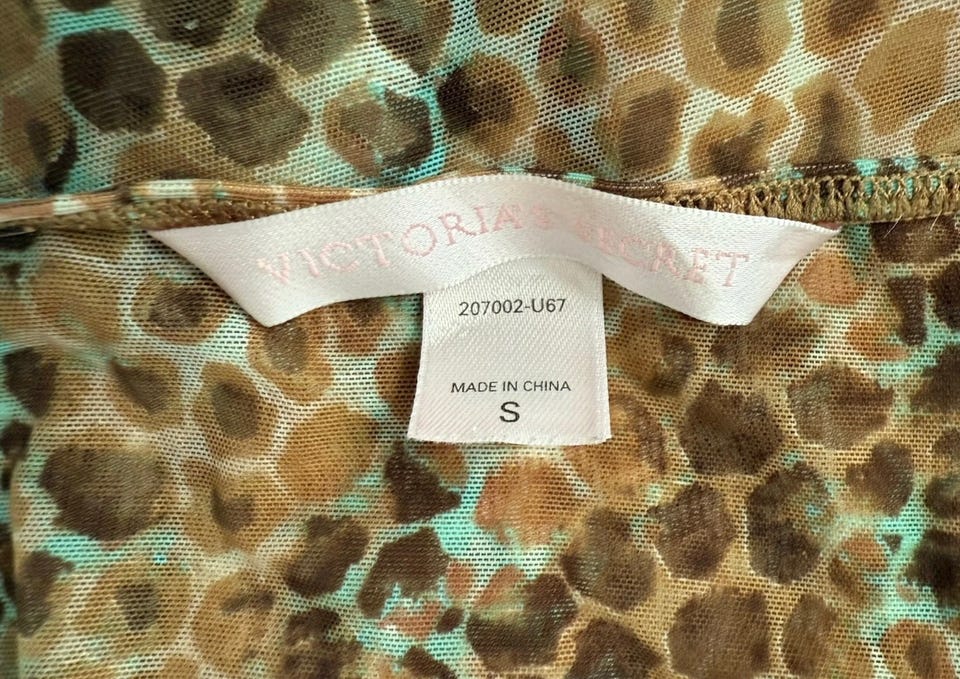 VICTORIA'S SECRET
207002-U67
MADE IN CHINA
S